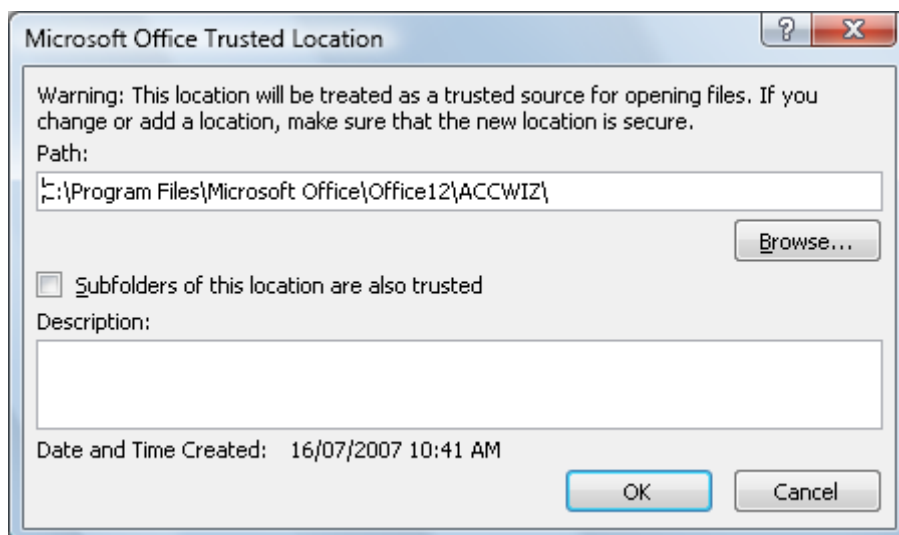 Microsoft Office Trusted Location
Warning: This location will be treated as a trusted source for opening files. If you
change or add a location, make sure that the new location is secure.
Path:
C:\Program Files\Microsoft Office\Office12\ACCWIZ\
Browse...
Subfolders of this location are also trusted
Description:
Date and Time Created: 16/07/2007 10:41 AM
OK Cancel